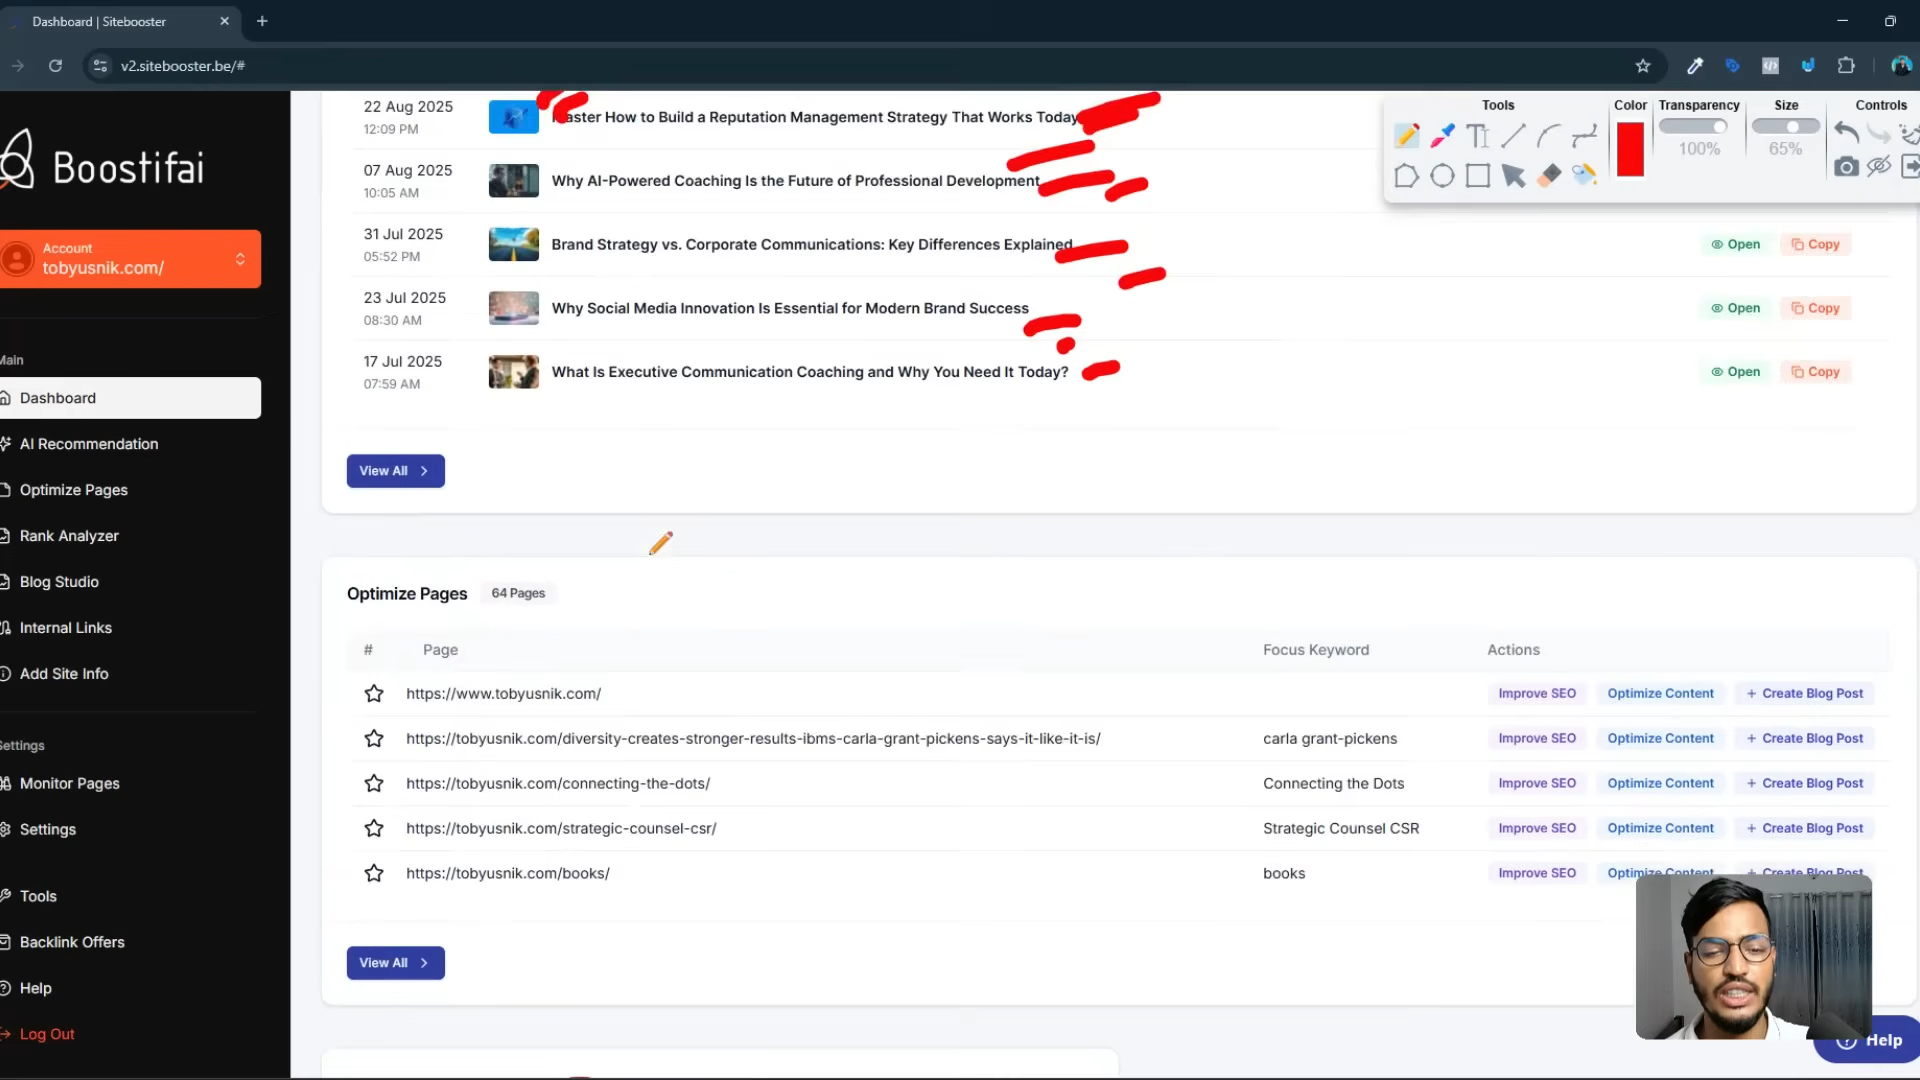 Dashboard | Sitebooster
v2.sitebooster.be/#
Boostifai
Account
tobyusnik.com/
Main
Dashboard
AI Recommendation
Optimize Pages
Rank Analyzer
Blog Studio
Internal Links
Add Site Info
Settings
Monitor Pages
Settings
Tools
Backlink Offers
Help
Log Out
Tools
Color
Transparency
Size
Controls
100%
65%
22 Aug 2025
12:09 PM
Master How to Build a Reputation Management Strategy That Works Today
07 Aug 2025
10:05 AM
Why AI-Powered Coaching Is the Future of Professional Development
31 Jul 2025
05:52 PM
Brand Strategy vs. Corporate Communications: Key Differences Explained
Open Copy
23 Jul 2025
08:30 AM
Why Social Media Innovation Is Essential for Modern Brand Success
Open Copy
17 Jul 2025
07:59 AM
What Is Executive Communication Coaching and Why You Need It Today?
Open Copy
View All
Optimize Pages 64 Pages
# Page Focus Keyword Actions
https://www.tobyusnik.com/ Improve SEO Optimize Content + Create Blog Post
https://tobyusnik.com/diversity-creates-stronger-results-ibms-carla-grant-pickens-says-it-like-it-is/ carla grant-pickens Improve SEO Optimize Content + Create Blog Post
https://tobyusnik.com/connecting-the-dots/ Connecting the Dots Improve SEO Optimize Content + Create Blog Post
https://tobyusnik.com/strategic-counsel-csr/ Strategic Counsel CSR Improve SEO Optimize Content + Create Blog Post
https://tobyusnik.com/books/ books Improve SEO Optimize Content + Create Blog Post
View All
Help